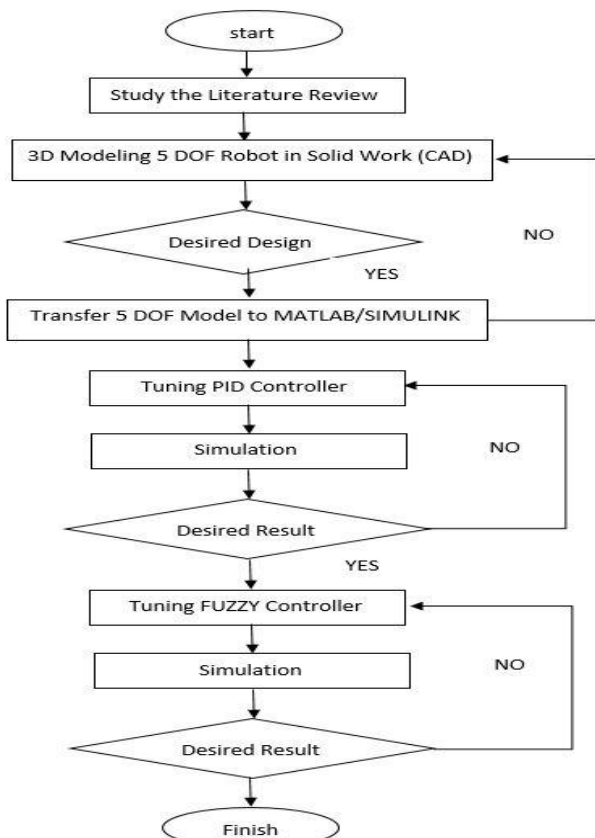 start
Study the Literature Review
3D Modeling 5 DOF Robot in Solid Work (CAD)
Desired Design
NO
YES
Transfer 5 DOF Model to MATLAB/SIMULINK
Tuning PID Controller
Simulation
NO
Desired Result
YES
Tuning FUZZY Controller
Simulation
NO
Desired Result
Finish